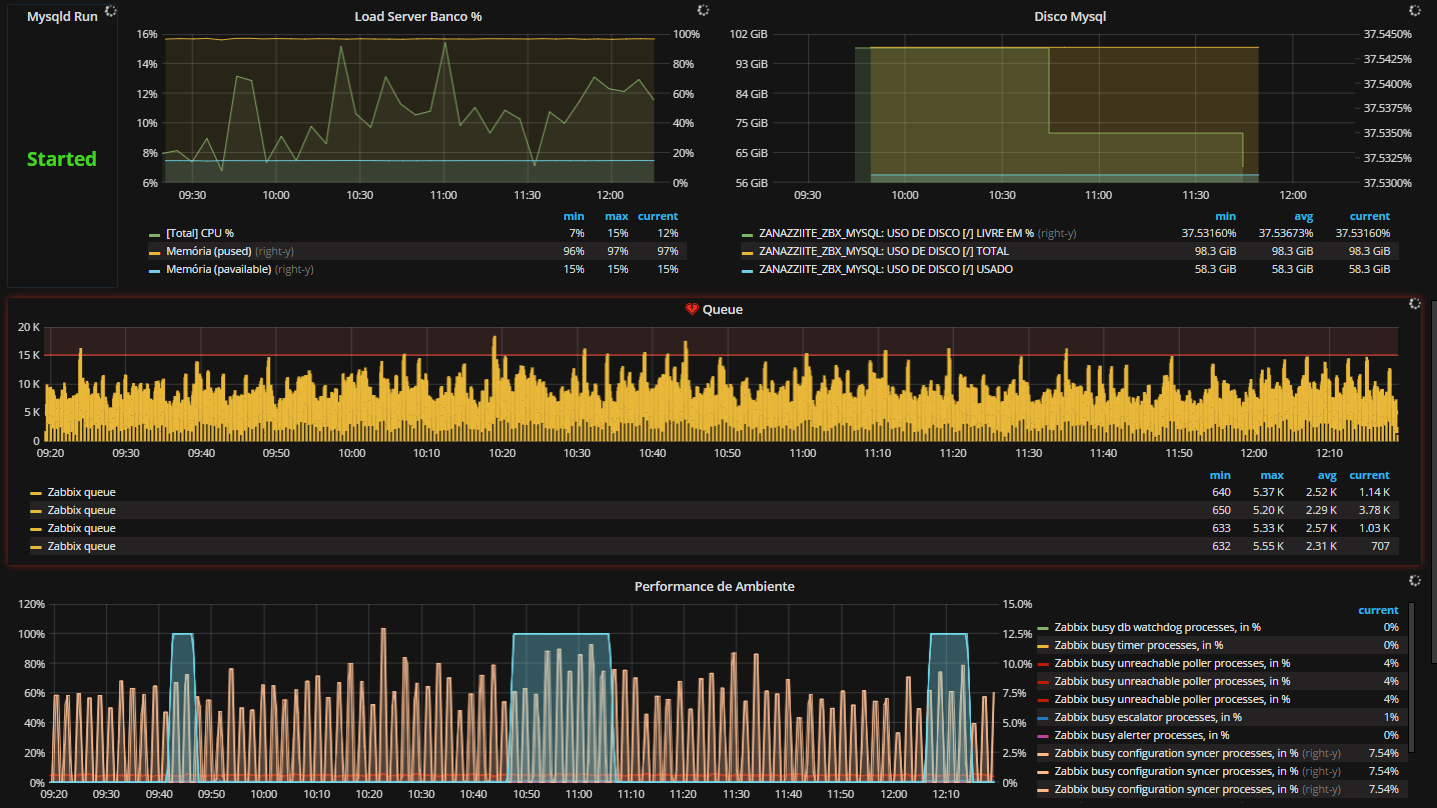 Mysqld Run
Started
Load Server Banco %
16%
14%
12%
10%
8%
6%
100%
80%
60%
40%
20%
0%
09:30 10:00 10:30 11:00 11:30 12:00
min max current
[Total] CPU % 7% 15% 12%
Memória (pused) (right-y) 96% 97% 97%
Memória (pavailable) (right-y) 15% 15% 15%
Disco Mysql
102 GiB
93 GiB
84 GiB
75 GiB
65 GiB
56 GiB
37.5450%
37.5425%
37.5400%
37.5375%
37.5350%
37.5325%
37.5300%
09:30 10:00 10:30 11:00 11:30 12:00
min avg current
ZANAZZIITE_ZBX_MYSQL: USO DE DISCO [/] LIVRE EM % (right-y) 37.53160% 37.53673% 37.53160%
ZANAZZIITE_ZBX_MYSQL: USO DE DISCO [/] TOTAL 98.3 GiB 98.3 GiB 98.3 GiB
ZANAZZIITE_ZBX_MYSQL: USO DE DISCO [/] USADO 58.3 GiB 58.3 GiB 58.3 GiB
Queue
20 K
15 K
10 K
5 K
0
09:20 09:30 09:40 09:50 10:00 10:10 10:20 10:30 10:40 10:50 11:00 11:10 11:20 11:30 11:40 11:50 12:00 12:10
min max avg current
Zabbix queue 640 5.37 K 2.52 K 1.14 K
Zabbix queue 650 5.20 K 2.29 K 3.78 K
Zabbix queue 633 5.33 K 2.57 K 1.03 K
Zabbix queue 632 5.55 K 2.31 K 707
Performance de Ambiente
120%
100%
80%
60%
40%
20%
0%
15.0%
12.5%
10.0%
7.5%
5.0%
2.5%
0%
09:20 09:30 09:40 09:50 10:00 10:10 10:20 10:30 10:40 10:50 11:00 11:10 11:20 11:30 11:40 11:50 12:00 12:10
current
Zabbix busy db watchdog processes, in % 0%
Zabbix busy timer processes, in % 0%
Zabbix busy unreachable poller processes, in % 4%
Zabbix busy unreachable poller processes, in % 4%
Zabbix busy unreachable poller processes, in % 4%
Zabbix busy escalator processes, in % 1%
Zabbix busy alerter processes, in % 0%
Zabbix busy configuration syncer processes, in % (right-y) 7.54%
Zabbix busy configuration syncer processes, in % (right-y) 7.54%
Zabbix busy configuration syncer processes, in % (right-y) 7.54%